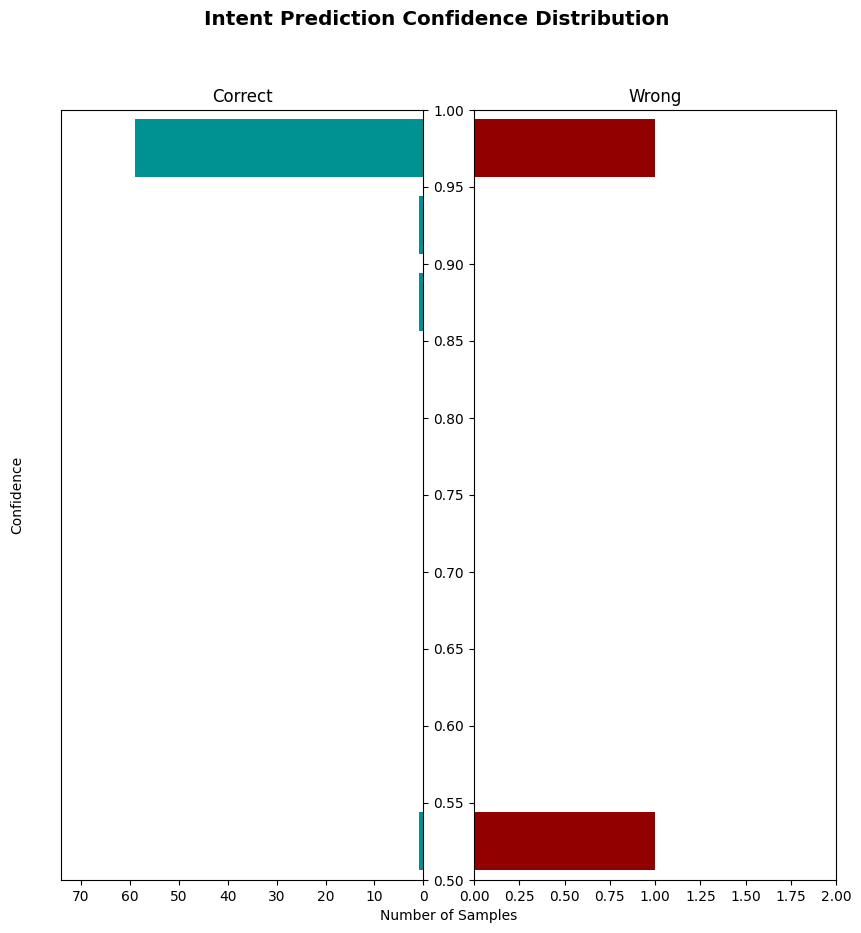 Intent Prediction Confidence Distribution
Correct
Wrong
1.00
0.95
0.90
0.85
0.80
0.75
0.70
0.65
0.60
0.55
0.50
Confidence
70 60 50 40 30 20 10 0
0.00 0.25 0.50 0.75 1.00 1.25 1.50 1.75 2.00
Number of Samples